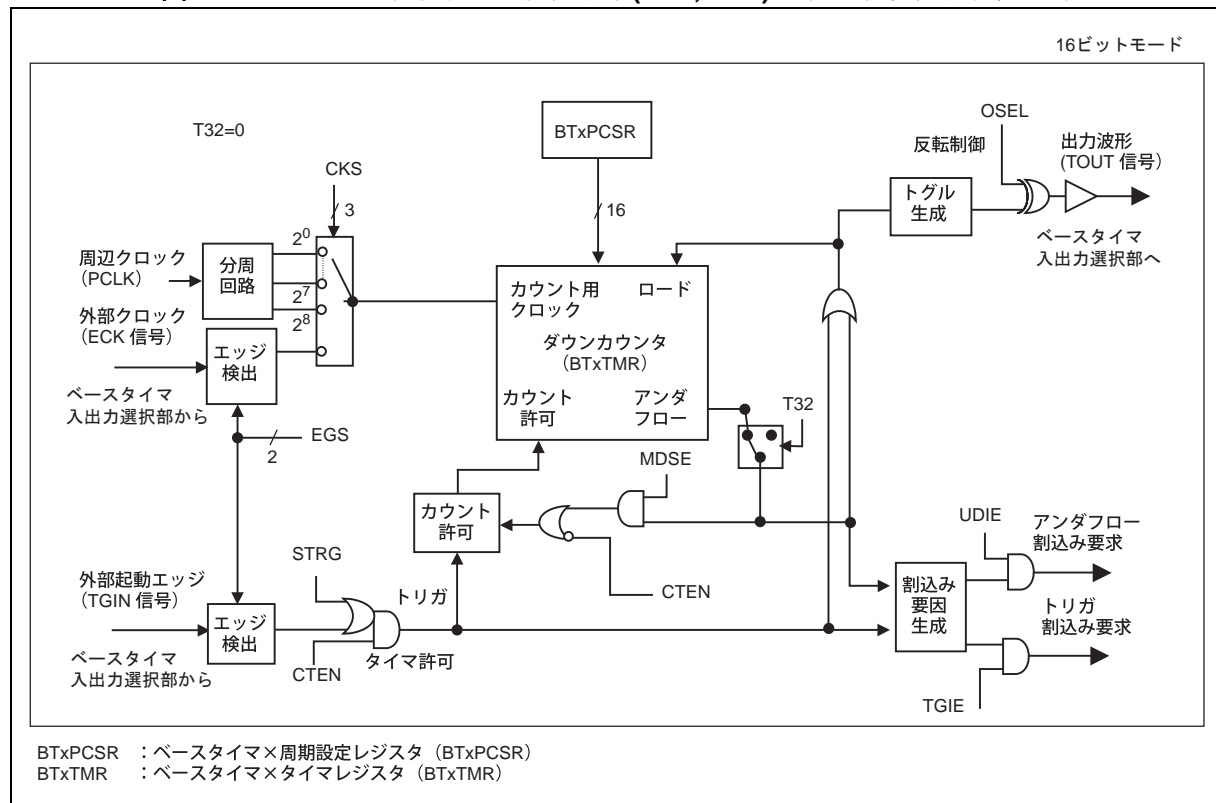 16ビットモード
T32=0
BTxPCSR
OSEL
反転制御
出力波形
(TOUT 信号)
CKS
3
16
トグル
生成
2^0
周辺クロック
(PCLK)
分周
回路
2^7
2^8
外部クロック
(ECK 信号)
エッジ
検出
ベースタイマ
入出力選択部から
ベースタイマ
入出力選択部へ
カウント用
クロック
ロード
ダウンカウンタ
(BTxTMR)
カウント
許可
アンダ
フロー
T32
EGS
2
MDSE
カウント
許可
CTEN
UDIE
アンダフロー
割込み要求
STRG
外部起動エッジ
(TGIN 信号)
エッジ
検出
トリガ
割込み
要因
生成
トリガ
割込み要求
ベースタイマ
入出力選択部から
CTEN
タイマ許可
TGIE
BTxPCSR :ベースタイマ×周期設定レジスタ (BTxPCSR)
BTxTMR :ベースタイマ×タイマレジスタ (BTxTMR)